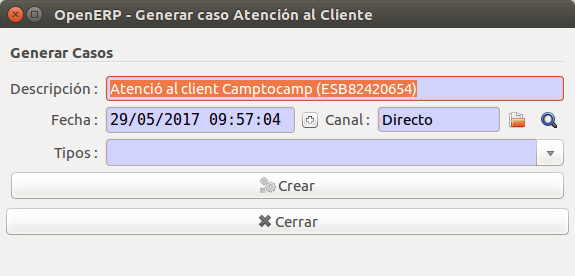 OpenERP - Generar caso Atención al Cliente
Generar Casos
Descripción : Atenció al client Camptocamp (ESB82420654)
Fecha : 29/05/2017 09:57:04 Canal : Directo
Tipos :
Crear
Cerrar